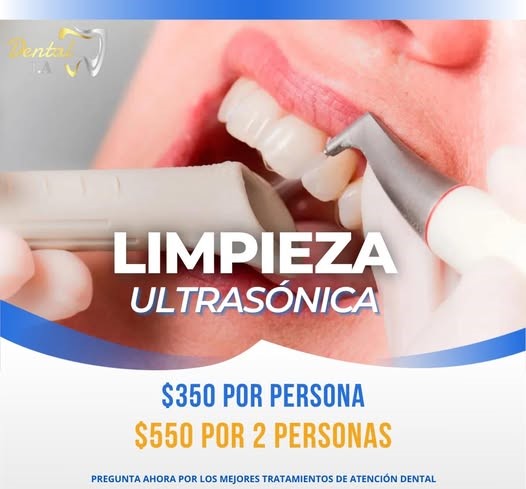 Dental
LIMPIEZA
ULTRASÓNICA
$350 POR PERSONA
$550 POR 2 PERSONAS
PREGUNTA AHORA POR LOS MEJORES TRATAMIENTOS DE ATENCIÓN DENTAL